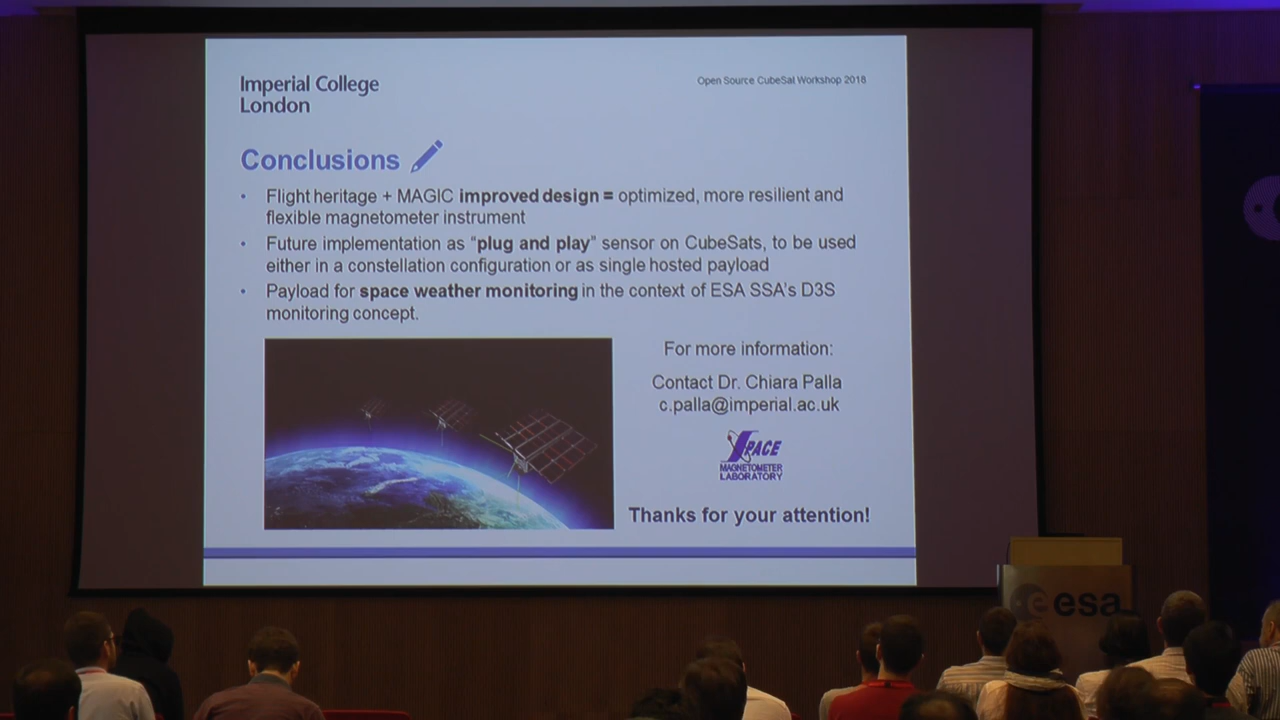 Imperial College
London
Open Source CubeSat Workshop 2018
Conclusions
• Flight heritage + MAGIC improved design = optimized, more resilient and
flexible magnetometer instrument
• Future implementation as “plug and play” sensor on CubeSats, to be used
either in a constellation configuration or as single hosted payload
• Payload for space weather monitoring in the context of ESA SSA's D3S
monitoring concept.
For more information:
Contact Dr. Chiara Palla
c.palla@imperial.ac.uk
SPACE
MAGNETOMETER
LABORATORY
Thanks for your attention!
esa